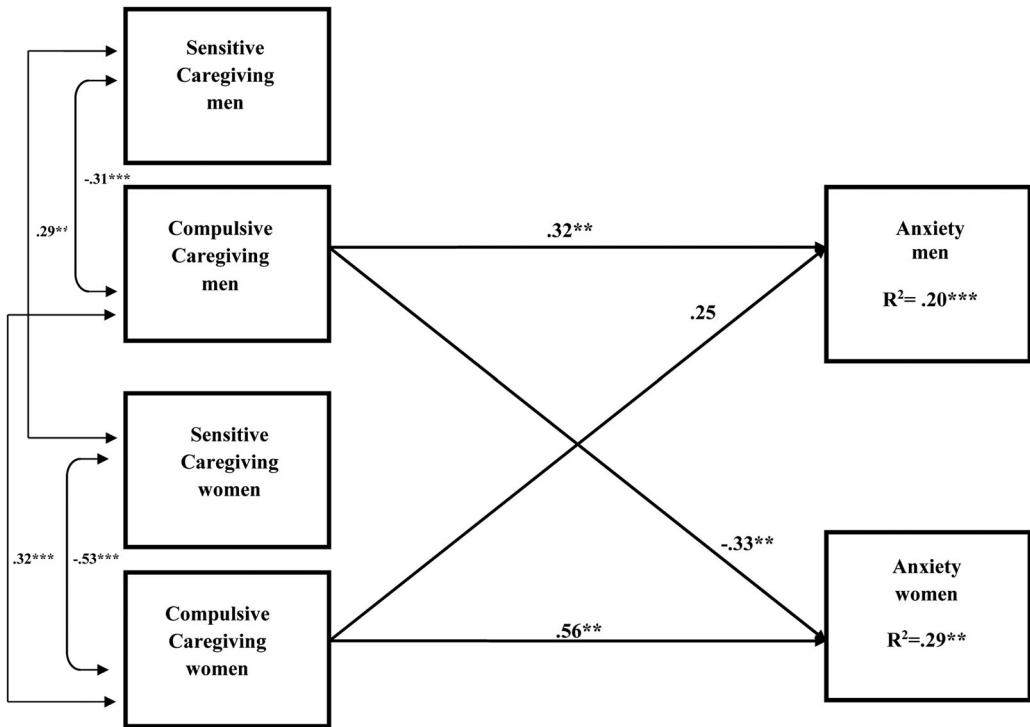 Sensitive
Caregiving
men
-.31***
.29**
Compulsive
Caregiving
men
.32**
Anxiety
men
R²= .20***
.25
Sensitive
Caregiving
women
.32***
-.53***
-.33**
Compulsive
Caregiving
women
.56**
Anxiety
women
R²=.29**